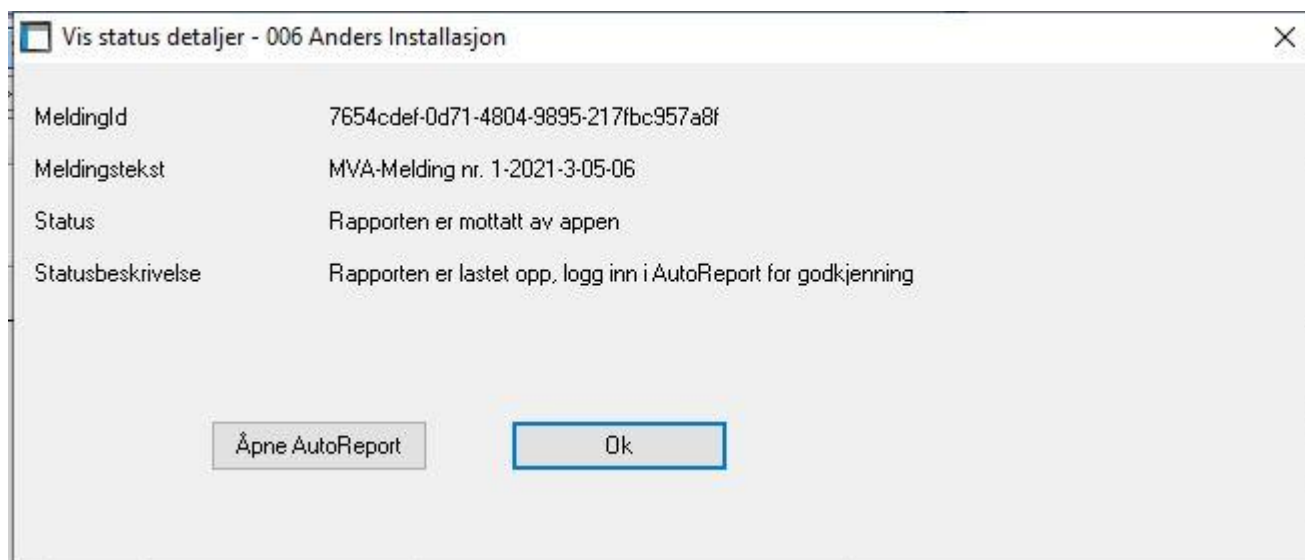 Vis status detaljer - 006 Anders Installasjon
MeldingId 7654cdef-0d71-4804-9895-217fbc957a8f
Meldingstekst MVA-Melding nr. 1-2021-3-05-06
Status Rapporten er mottatt av appen
Statusbeskrivelse Rapporten er lastet opp, logg inn i AutoReport for godkjenning
Åpne AutoReport Ok